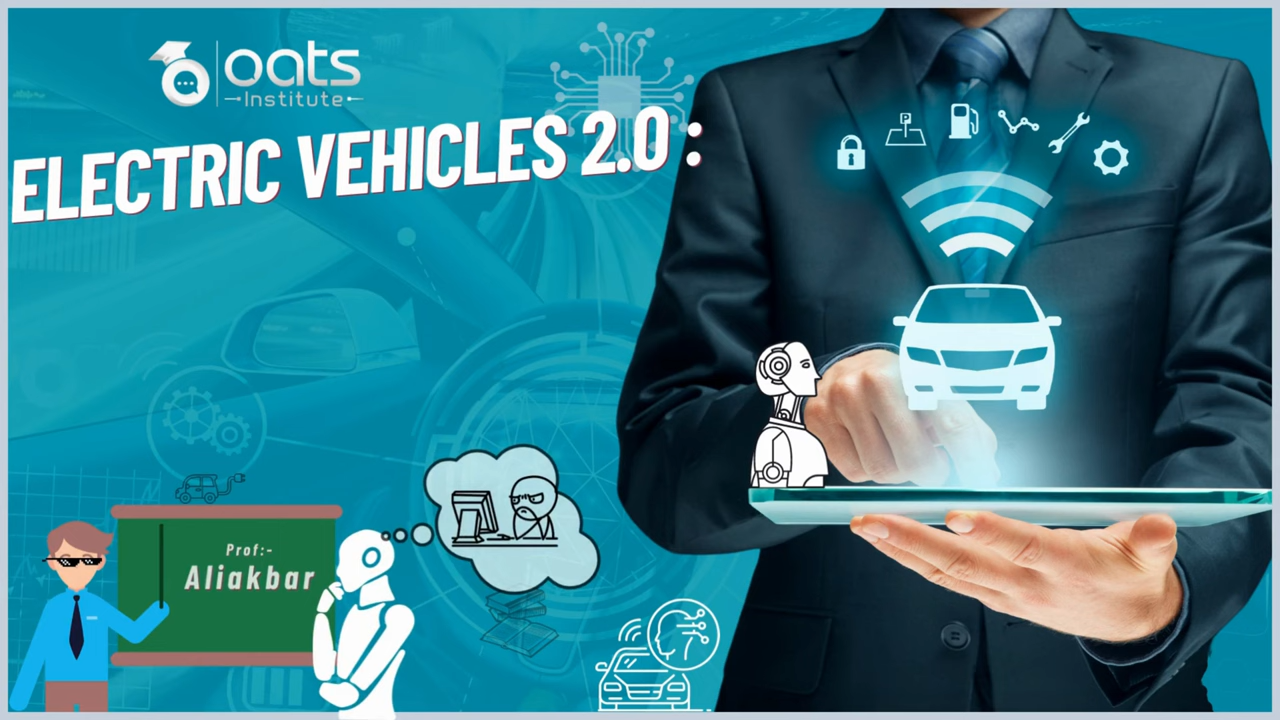 oats
Institute
ELECTRIC VEHICLES 2.0 :
P
Prof:-
Aliakbar